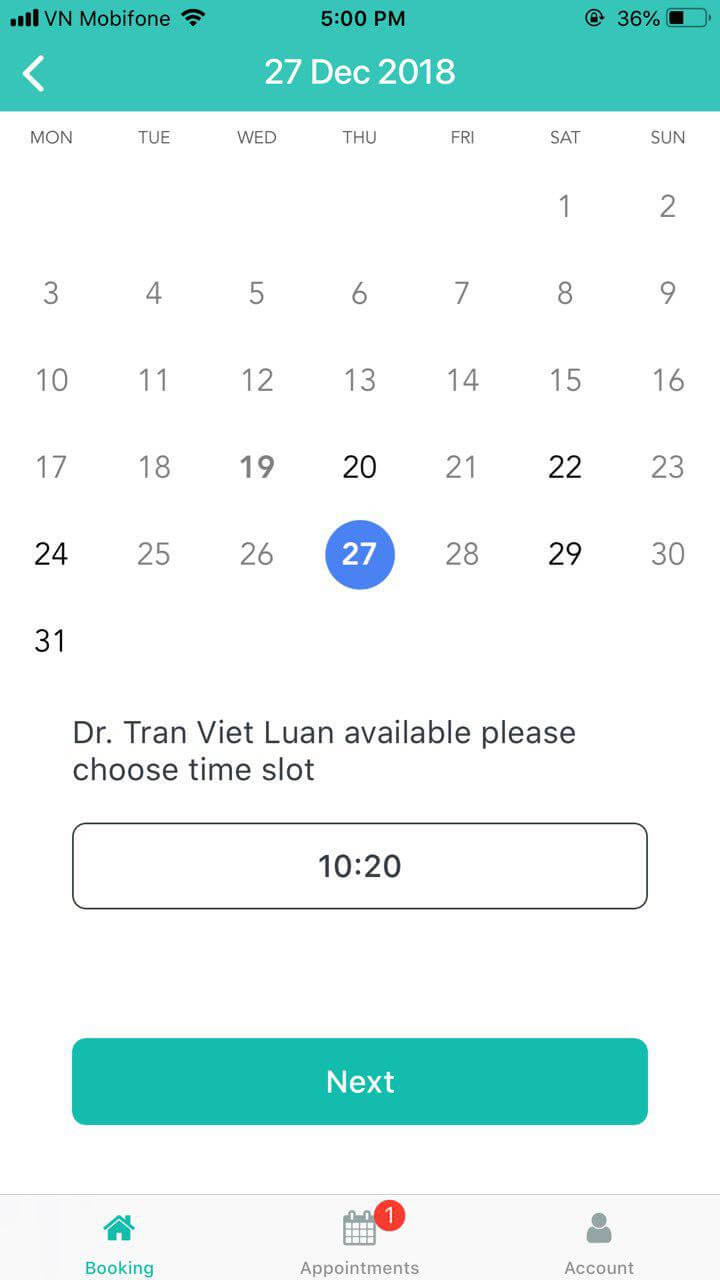 VN Mobifone 5:00 PM 36%
27 Dec 2018
MON TUE WED THU FRI SAT SUN
1 2
3 4 5 6 7 8 9
10 11 12 13 14 15 16
17 18 19 20 21 22 23
24 25 26 27 28 29 30
31
Dr. Tran Viet Luan available please
choose time slot
10:20
Next
1
Booking Appointments Account